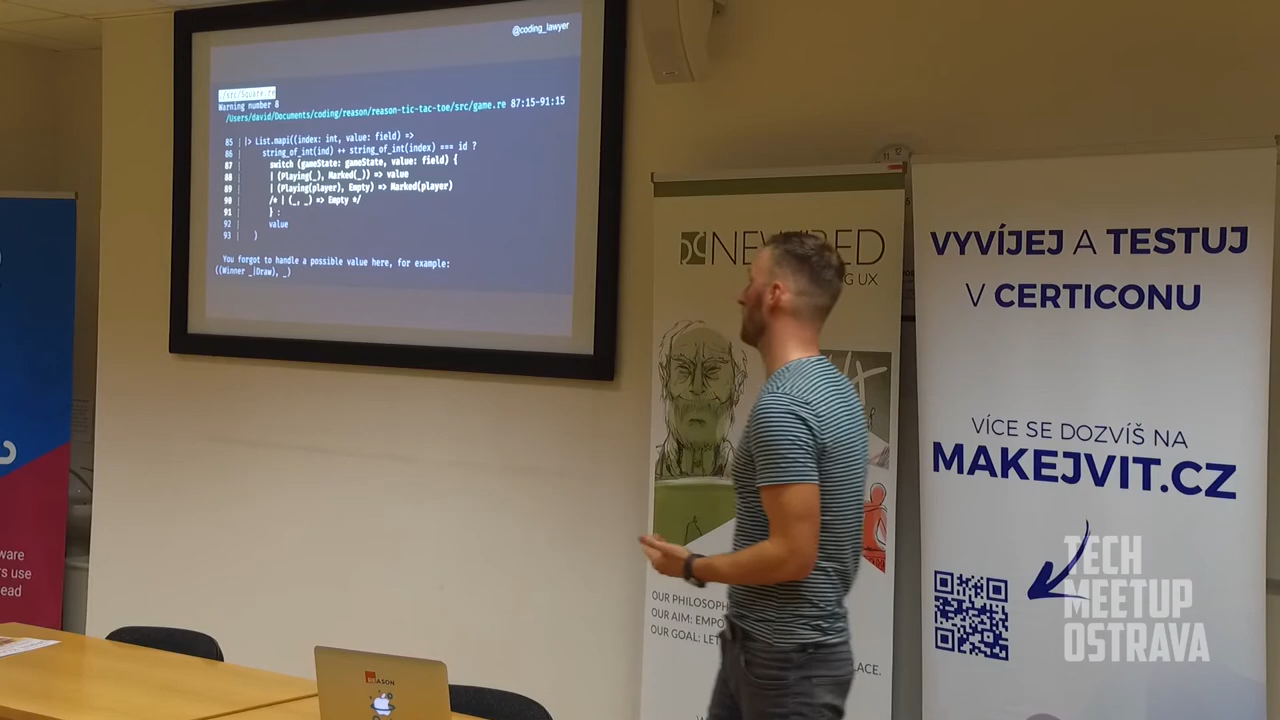 @coding_lawyer
./src/Square.re
Warning number 8
/Users/david/Documents/coding/reason/reason-tic-tac-toe/src/game.re 87:15-91:15
85 | |> List.mapi((index: int, value: field) =>
86 | string_of_int(ind) ++ string_of_int(index) === id ?
87 | switch (gameState: gameState, value: field) {
88 | | (Playing(_), Marked(_)) => value
89 | | (Playing(player), Empty) => Marked(player)
90 | /* | (_, _) => Empty */
91 | } :
92 | value
93 | )
You forgot to handle a possible value here, for example:
((Winner _|Draw), _)
ware
rs use
ead
REASON
OUR PHILOSOPH
OUR AIM: EMPO
OUR GOAL: LET
LACE.
G UX
VYVÍJEJ A TESTUJ
V CERTICONU
VÍCE SE DOZVÍŠ NA
MAKEJVIT.CZ
TECH
MEETUP
OSTRAVA